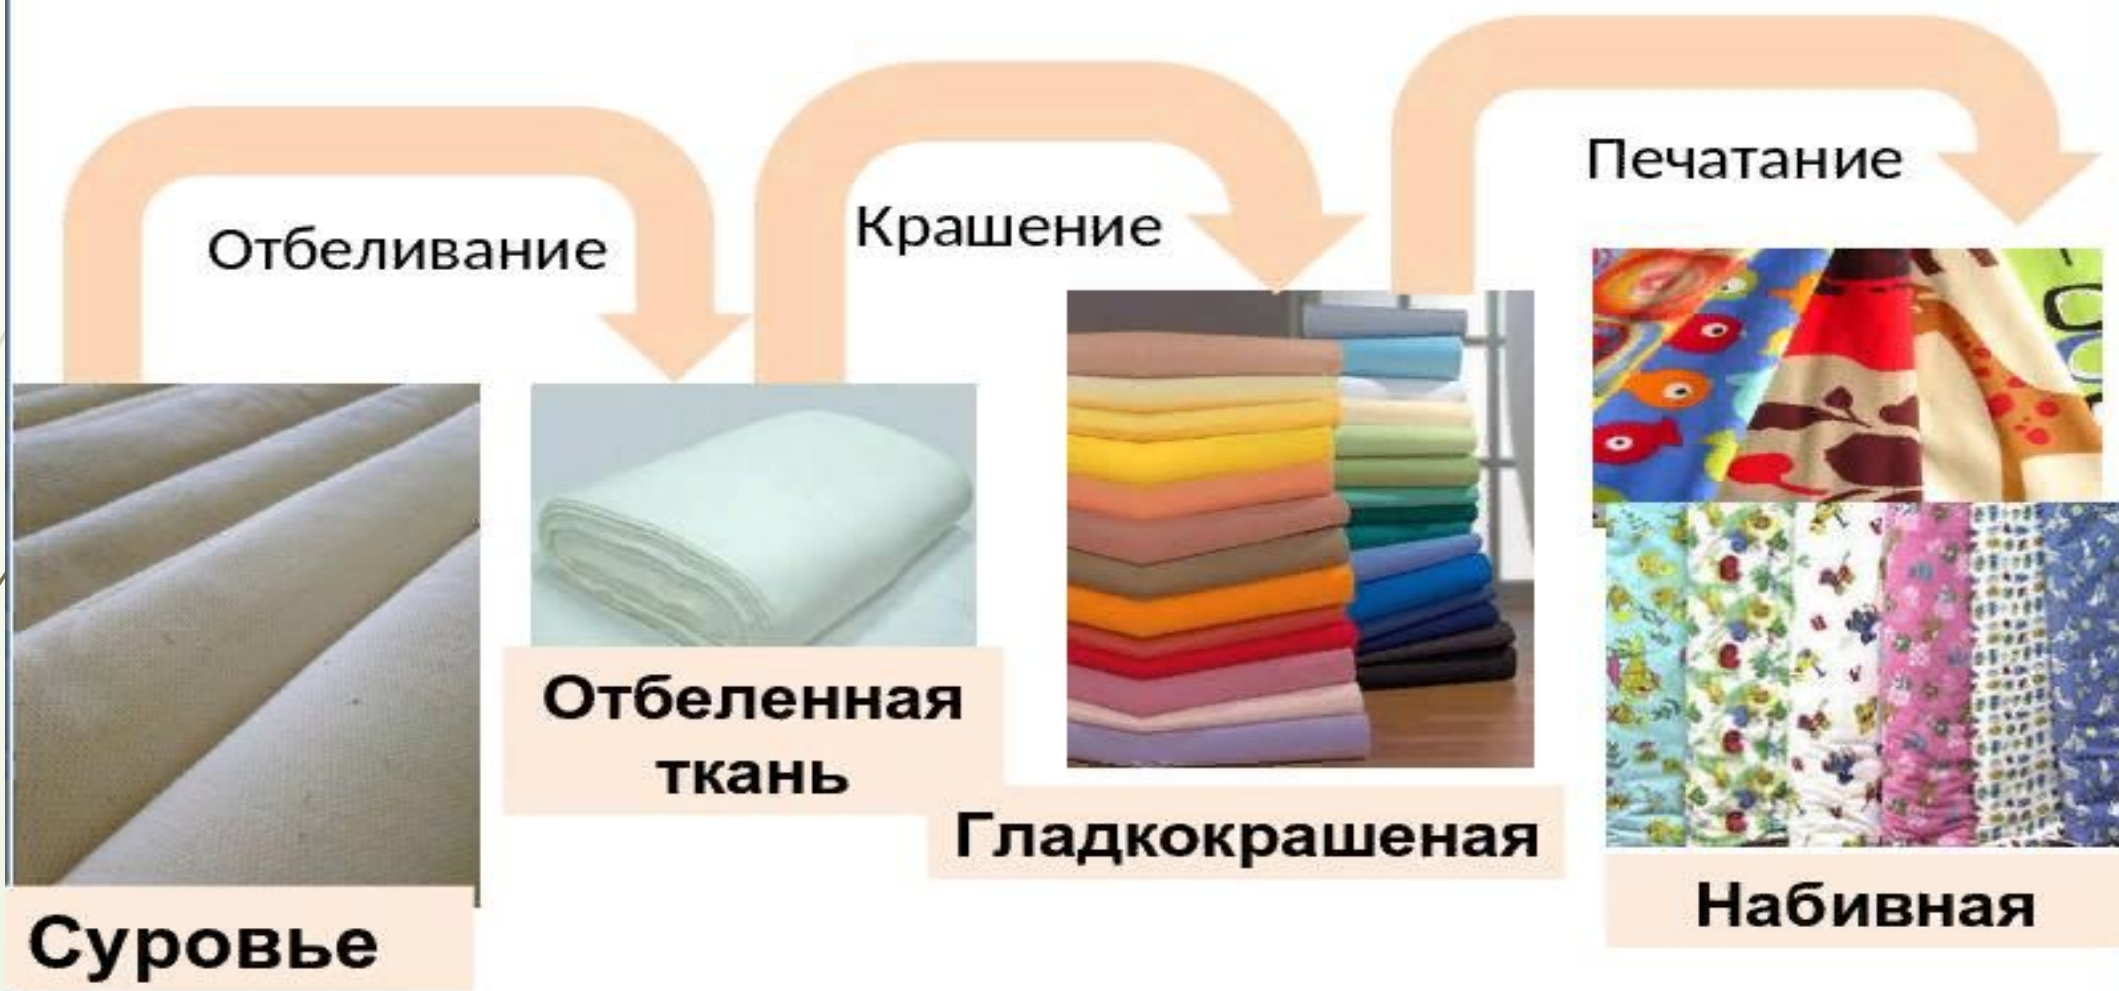 Отбеливание
Крашение
Печатание
Суровье
Отбеленная
ткань
Гладкокрашеная
Набивная